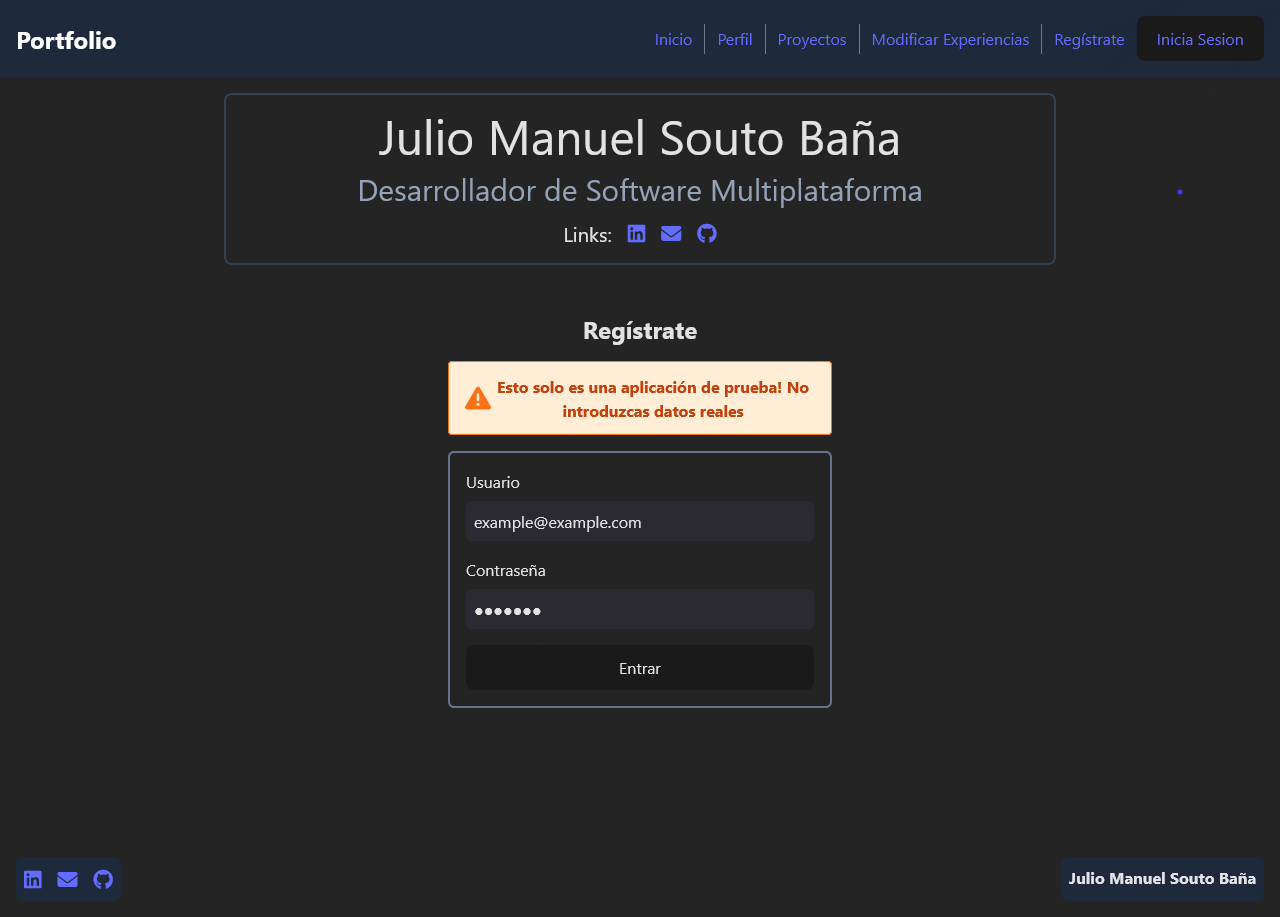 Portfolio
Inicio
Perfil
Proyectos
Modificar Experiencias
Regístrate
Inicia Sesion
Julio Manuel Souto Baña
Desarrollador de Software Multiplataforma
Links:
Regístrate
Esto solo es una aplicación de prueba! No
introduzcas datos reales
Usuario
example@example.com
Contraseña
•••••••
Entrar
Julio Manuel Souto Baña